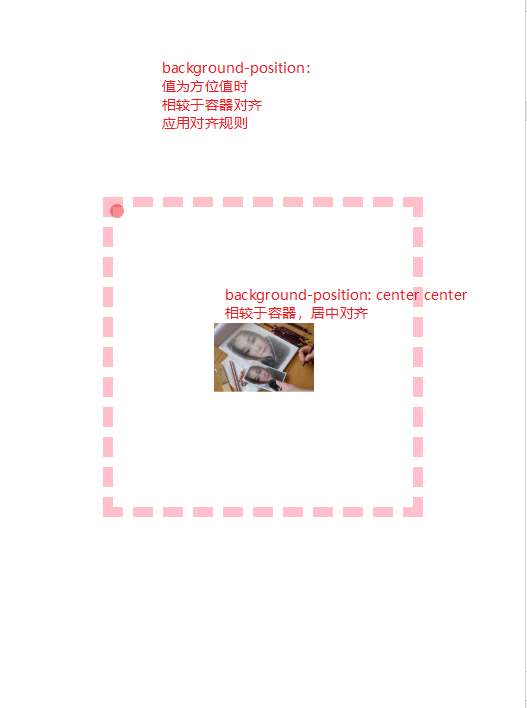 background-position：
值为方位值时
相较于容器对齐
应用对齐规则
background-position: center center
相较于容器，居中对齐